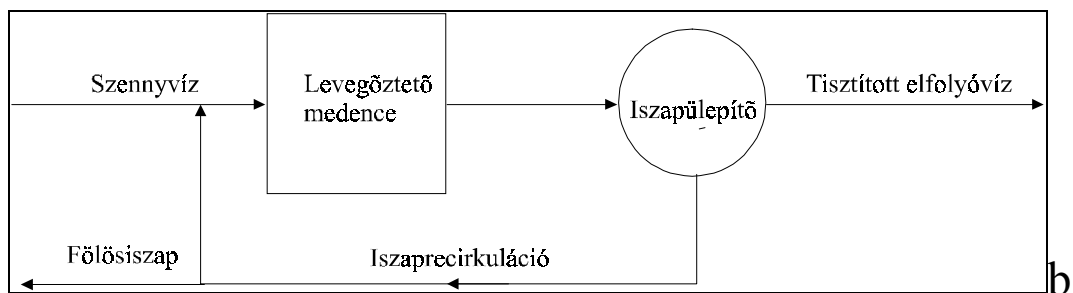 Szennyvíz
Levegõztetõ
medence
Iszapülepítõ
Tisztított elfolyóvíz
Fölösiszap
Iszaprecirkuláció
b